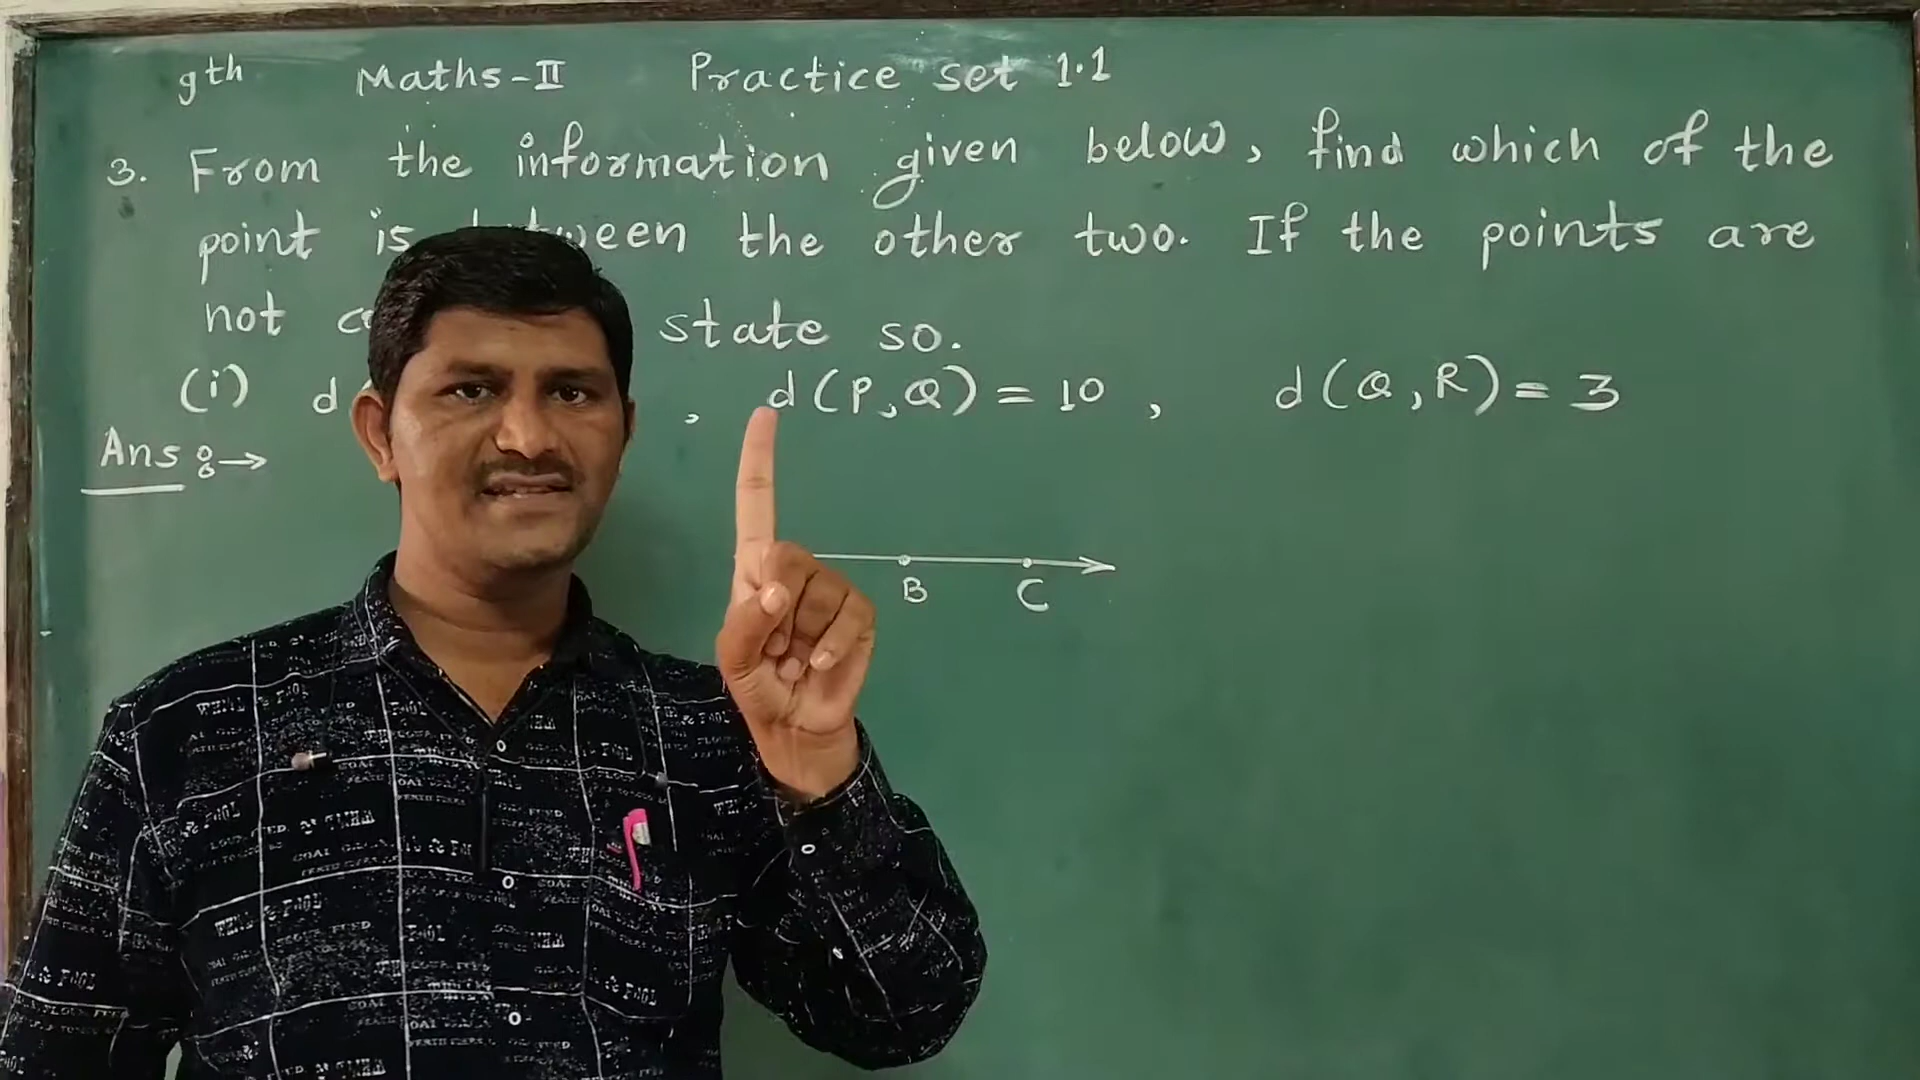 9th Maths-II Practice set 1.1
3. From the information given below, find which of the
point is between the other two. If the points are
not state so.
(i) d , d(P,Q) = 10 , d(Q,R) = 3
Ans :→
B C